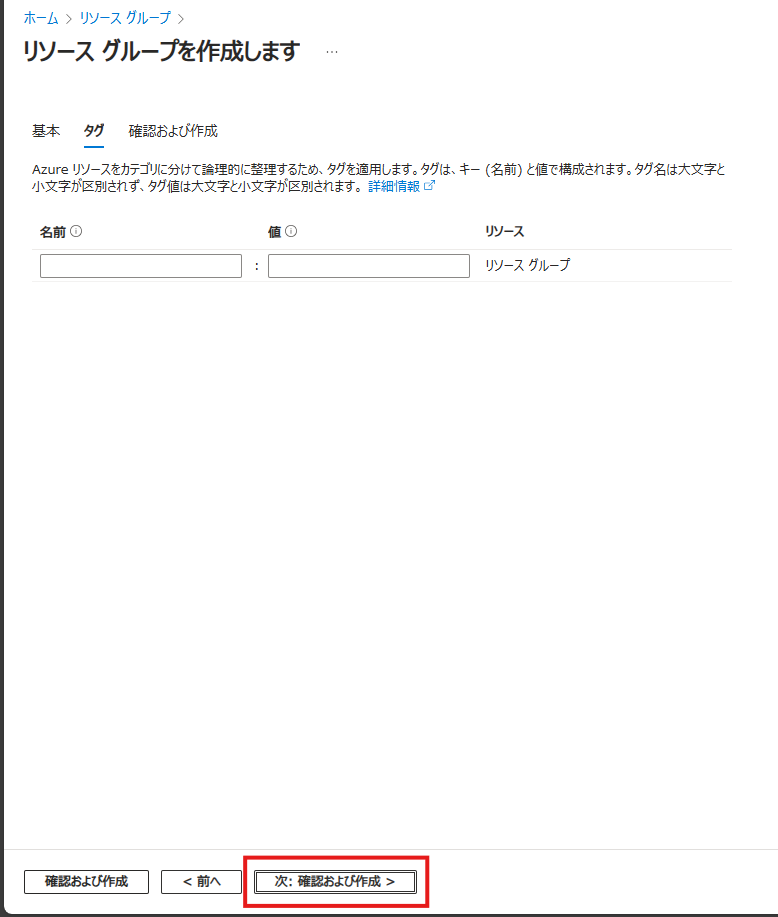 ホーム > リソース グループ >
リソース グループを作成します ...
基本 タグ 確認および作成
Azure リソースをカテゴリに分けて論理的に整理するため、タグを適用します。タグは、キー (名前) と値で構成されます。タグ名は大文字と
小文字が区別されず、タグ値は大文字と小文字が区別されます。 詳細情報
名前 値 リソース
: リソース グループ
確認および作成 < 前へ 次: 確認および作成 >